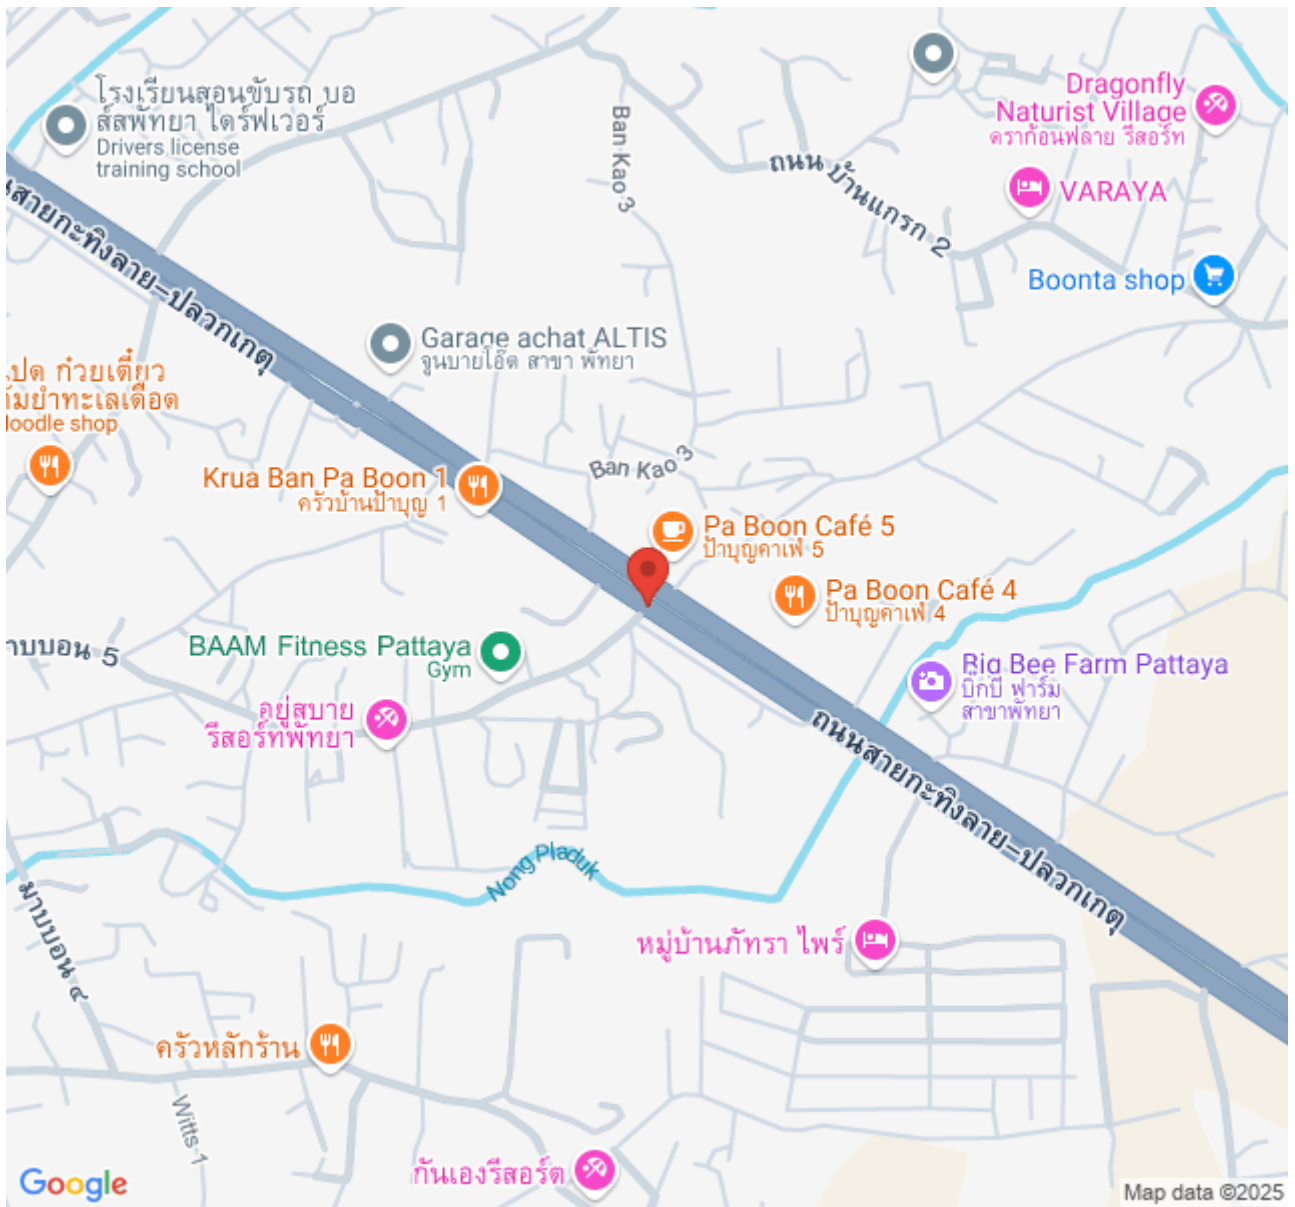 โรงเรียนสอนขับรถ บอ
ส์สพัทยา ไดร์ฟเวอร์
Drivers license
training school
Ban Kao 3
Dragonfly
Naturist Village
ดราก้อนฟลาย รีสอร์ท
ถนน บ้านแกรก 2
VARAYA
Boonta shop
นสายกะทิงลาย–ปลวกเกตุ
Garage achat ALTIS
จูนบายโอ๊ต สาขา พัทยา
เปิด ก๋วยเตี๋ยว
ต้มยำทะเลเดือด
loodle shop
Ban Kao 3
Krua Ban Pa Boon 1
ครัวบ้านป้าบุญ 1
Pa Boon Café 5
ป้าบุญคาเฟ่ 5
Pa Boon Café 4
ป้าบุญคาเฟ่ 4
าบบอน 5
BAAM Fitness Pattaya
Gym
Big Bee Farm Pattaya
บิ๊กบี ฟาร์ม
สาขาพัทยา
อยู่สบาย
รีสอร์ทพัทยา
ถนนสายกะทิงลาย–ปลวกเกตุ
Nong Pladuk
มาบบอน ๔
หมู่บ้านภัทรา ไพร์
ครัวหลักร้าน
Witts-1
กันเองรีสอร์ต
Google
Map data ©2025